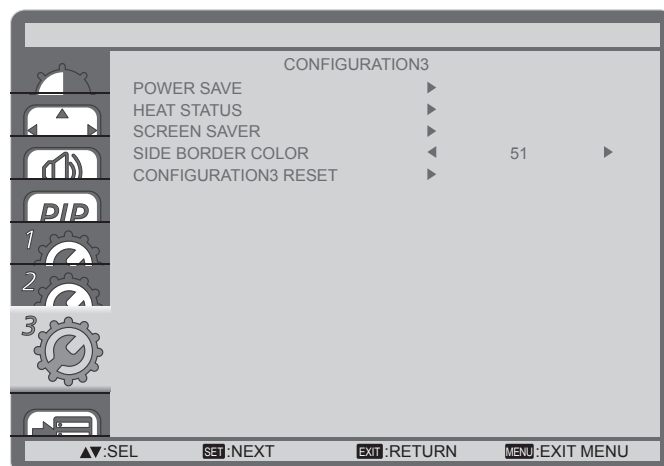 CONFIGURATION3
POWER SAVE
HEAT STATUS
SCREEN SAVER
SIDE BORDER COLOR 51
CONFIGURATION3 RESET
PIP
1
2
3
▲▼:SEL SET:NEXT EXIT:RETURN MENU:EXIT MENU